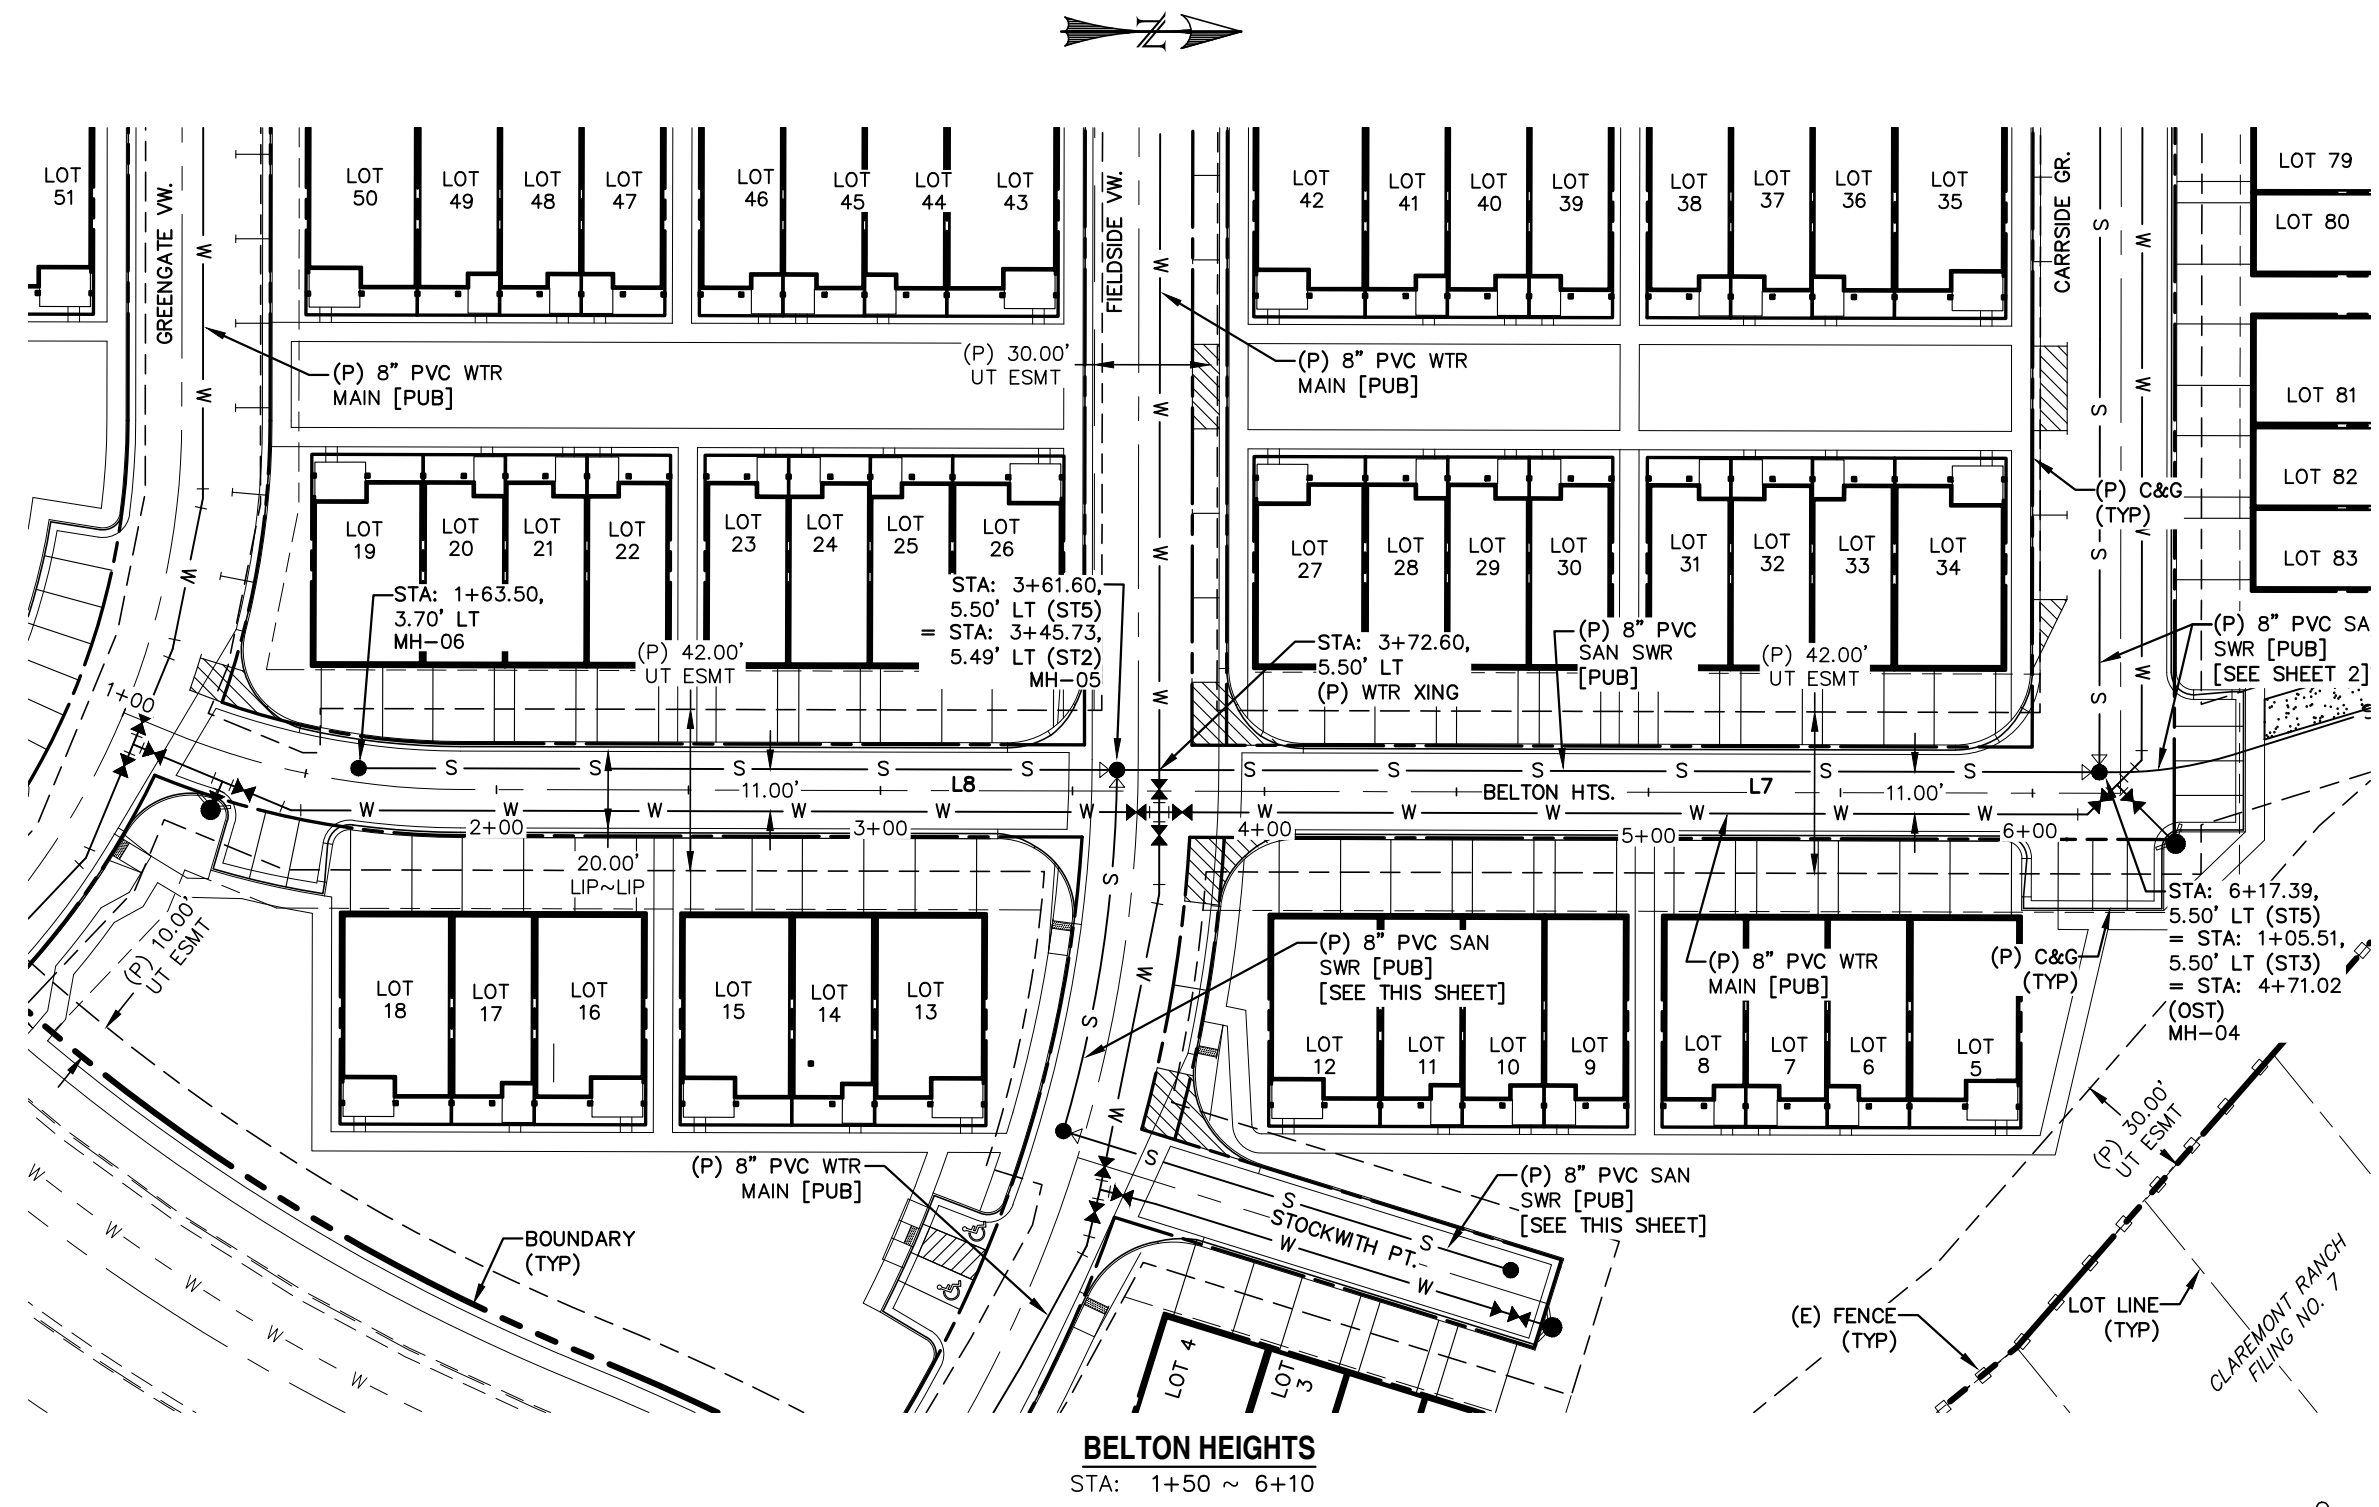 N
LOT
51
GREENGATE VW.
LOT
50
LOT
49
LOT
48
LOT
47
LOT
46
LOT
45
LOT
44
LOT
43
FIELDSIDE VW.
LOT
42
LOT
41
LOT
40
LOT
39
LOT
38
LOT
37
LOT
36
LOT
35
CARSIDE GR.
LOT 79
LOT 80
LOT 81
LOT 82
LOT 83
(P) 8" PVC WTR
MAIN [PUB]
(P) 30.00'
UT ESMT
(P) 8" PVC WTR
MAIN [PUB]
(P) C&G
(TYP)
LOT
19
LOT
20
LOT
21
LOT
22
LOT
23
LOT
24
LOT
25
LOT
26
LOT
27
LOT
28
LOT
29
LOT
30
LOT
31
LOT
32
LOT
33
LOT
34
STA: 1+63.50,
3.70' LT
MH-06
(P) 42.00'
UT ESMT
STA: 3+61.60,
5.50' LT (ST5)
= STA: 3+45.73,
5.49' LT (ST2)
MH-05
STA: 3+72.60,
5.50' LT
(P) WTR XING
(P) 8" PVC
SAN SWR
[PUB]
(P) 42.00'
UT ESMT
(P) 8" PVC SA
SWR [PUB]
[SEE SHEET 2]
1+00
S S S S S S S S S S
11.00'
L8
BELTON HTS.
L7
11.00'
W W W W W W W W W W W W
2+00
3+00
4+00
5+00
6+00
20.00'
LIP~LIP
(P) 10.00'
UT ESMT
STA: 6+17.39,
5.50' LT (ST5)
= STA: 1+05.51,
5.50' LT (ST3)
= STA: 4+71.02
(OST)
MH-04
LOT
18
LOT
17
LOT
16
LOT
15
LOT
14
LOT
13
(P) 8" PVC SAN
SWR [PUB]
[SEE THIS SHEET]
(P) 8" PVC WTR
MAIN [PUB]
(P) C&G
(TYP)
LOT
12
LOT
11
LOT
10
LOT
9
LOT
8
LOT
7
LOT
6
LOT
5
(P) 30.00'
UT ESMT
(P) 8" PVC WTR
MAIN [PUB]
(P) 8" PVC SAN
SWR [PUB]
[SEE THIS SHEET]
S S S
STOCKWITH PT.
W W
BOUNDARY
(TYP)
W W W W W
(E) FENCE
(TYP)
LOT LINE
(TYP)
CLAREMONT RANCH
FILING NO. 7
LOT 4
LOT
3
BELTON HEIGHTS
STA: 1+50 ~ 6+10